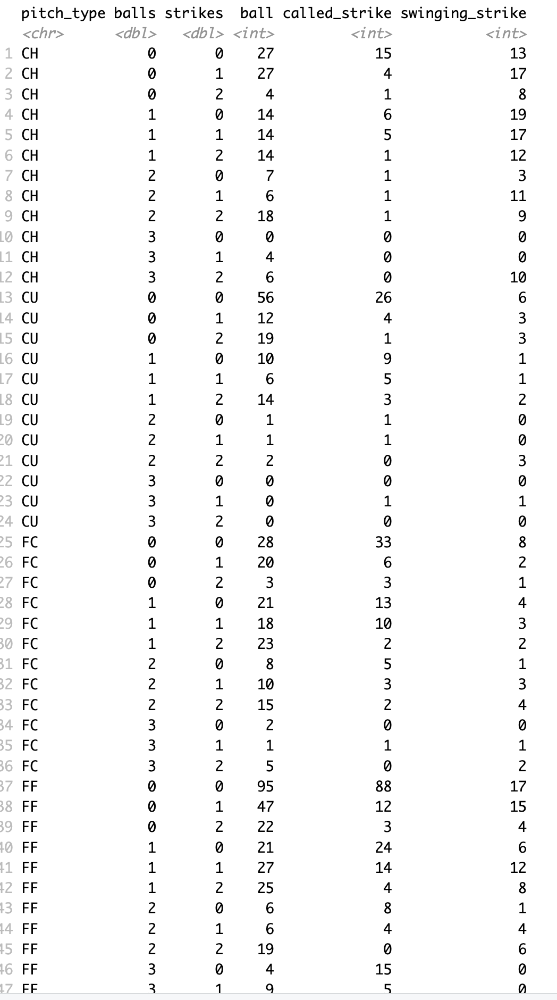 pitch_type balls strikes ball called_strike swinging_strike
<chr> <dbl> <dbl> <int> <int> <int>
1 CH 0 0 27 15 13
2 CH 0 1 27 4 17
3 CH 0 2 4 1 8
4 CH 1 0 14 6 19
5 CH 1 1 14 5 17
6 CH 1 2 14 1 12
7 CH 2 0 7 1 3
8 CH 2 1 6 1 11
9 CH 2 2 18 1 9
10 CH 3 0 0 0 0
11 CH 3 1 4 0 0
12 CH 3 2 6 0 10
13 CU 0 0 56 26 6
14 CU 0 1 12 4 3
15 CU 0 2 19 1 3
16 CU 1 0 10 9 1
17 CU 1 1 6 5 1
18 CU 1 2 14 3 2
19 CU 2 0 1 1 0
20 CU 2 1 1 1 0
21 CU 2 2 2 0 3
22 CU 3 0 0 0 0
23 CU 3 1 0 1 1
24 CU 3 2 0 0 0
25 FC 0 0 28 33 8
26 FC 0 1 20 6 2
27 FC 0 2 3 3 1
28 FC 1 0 21 13 4
29 FC 1 1 18 10 3
30 FC 1 2 23 2 2
31 FC 2 0 8 5 1
32 FC 2 1 10 3 3
33 FC 2 2 15 2 4
34 FC 3 0 2 0 0
35 FC 3 1 1 1 1
36 FC 3 2 5 0 2
37 FF 0 0 95 88 17
38 FF 0 1 47 12 15
39 FF 0 2 22 3 4
40 FF 1 0 21 24 6
41 FF 1 1 27 14 12
42 FF 1 2 25 4 8
43 FF 2 0 6 8 1
44 FF 2 1 6 4 4
45 FF 2 2 19 0 6
46 FF 3 0 4 15 0
47 FF 3 1 9 5 0